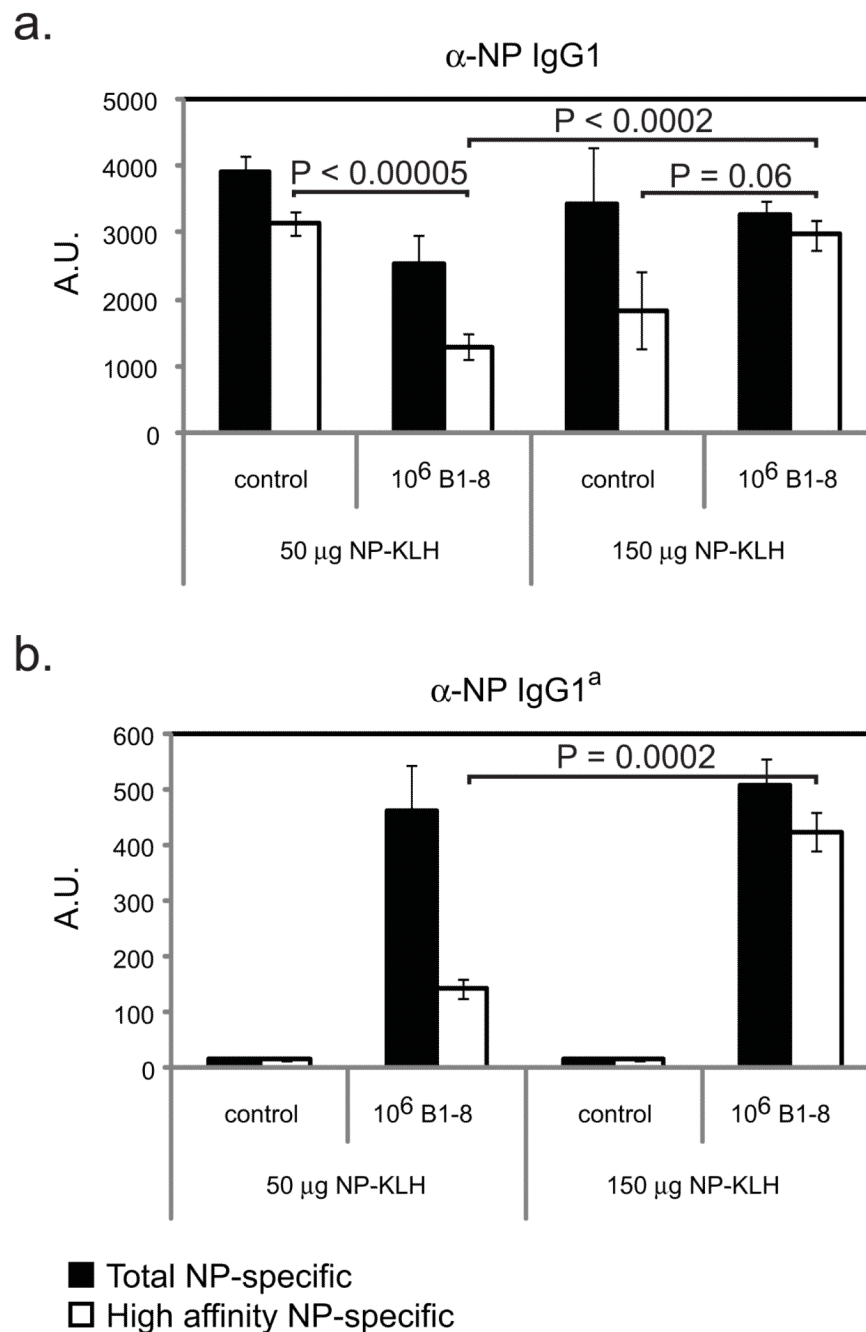 a.
α-NP IgG1
5000
4000
3000
2000
1000
0
A.U.
P < 0.00005
P < 0.0002
P = 0.06
control 10⁶ B1-8 control 10⁶ B1-8
50 µg NP-KLH 150 µg NP-KLH
b.
α-NP IgG1ᵃ
600
500
400
300
200
100
0
A.U.
P = 0.0002
control 10⁶ B1-8 control 10⁶ B1-8
50 µg NP-KLH 150 µg NP-KLH
Total NP-specific
High affinity NP-specific